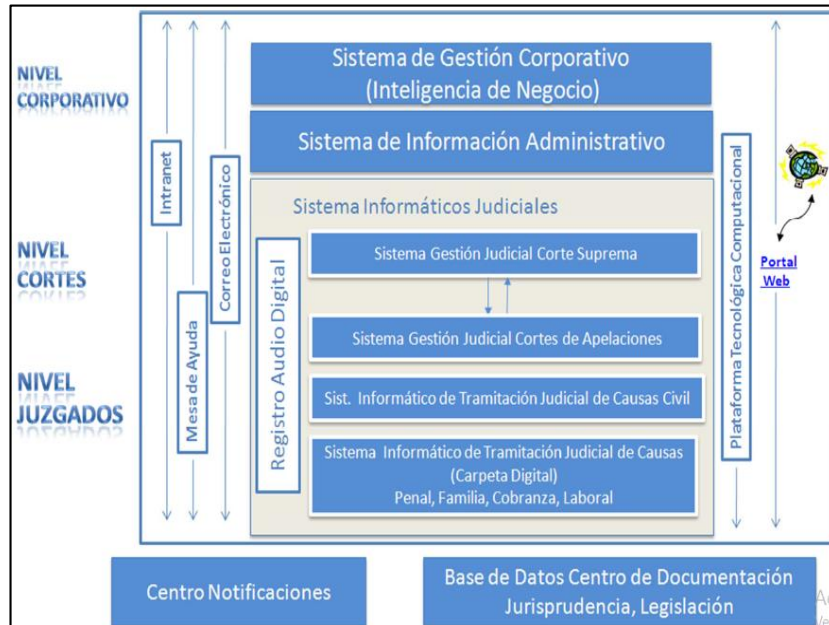 NIVEL
CORPORATIVO
Sistema de Gestión Corporativo
(Inteligencia de Negocio)
Sistema de Información Administrativo
Intranet
Mesa de Ayuda
Correo Electrónico
Sistema Informáticos Judiciales
NIVEL
CORTES
Registro Audio Digital
Sistema Gestión Judicial Corte Suprema
Sistema Gestión Judicial Cortes de Apelaciones
NIVEL
JUZGADOS
Sist. Informático de Tramitación Judicial de Causas Civil
Sistema Informático de Tramitación Judicial de Causas
(Carpeta Digital)
Penal, Familia, Cobranza, Laboral
Plataforma Tecnológica Computacional
Portal
Web
Centro Notificaciones
Base de Datos Centro de Documentación
Jurisprudencia, Legislación